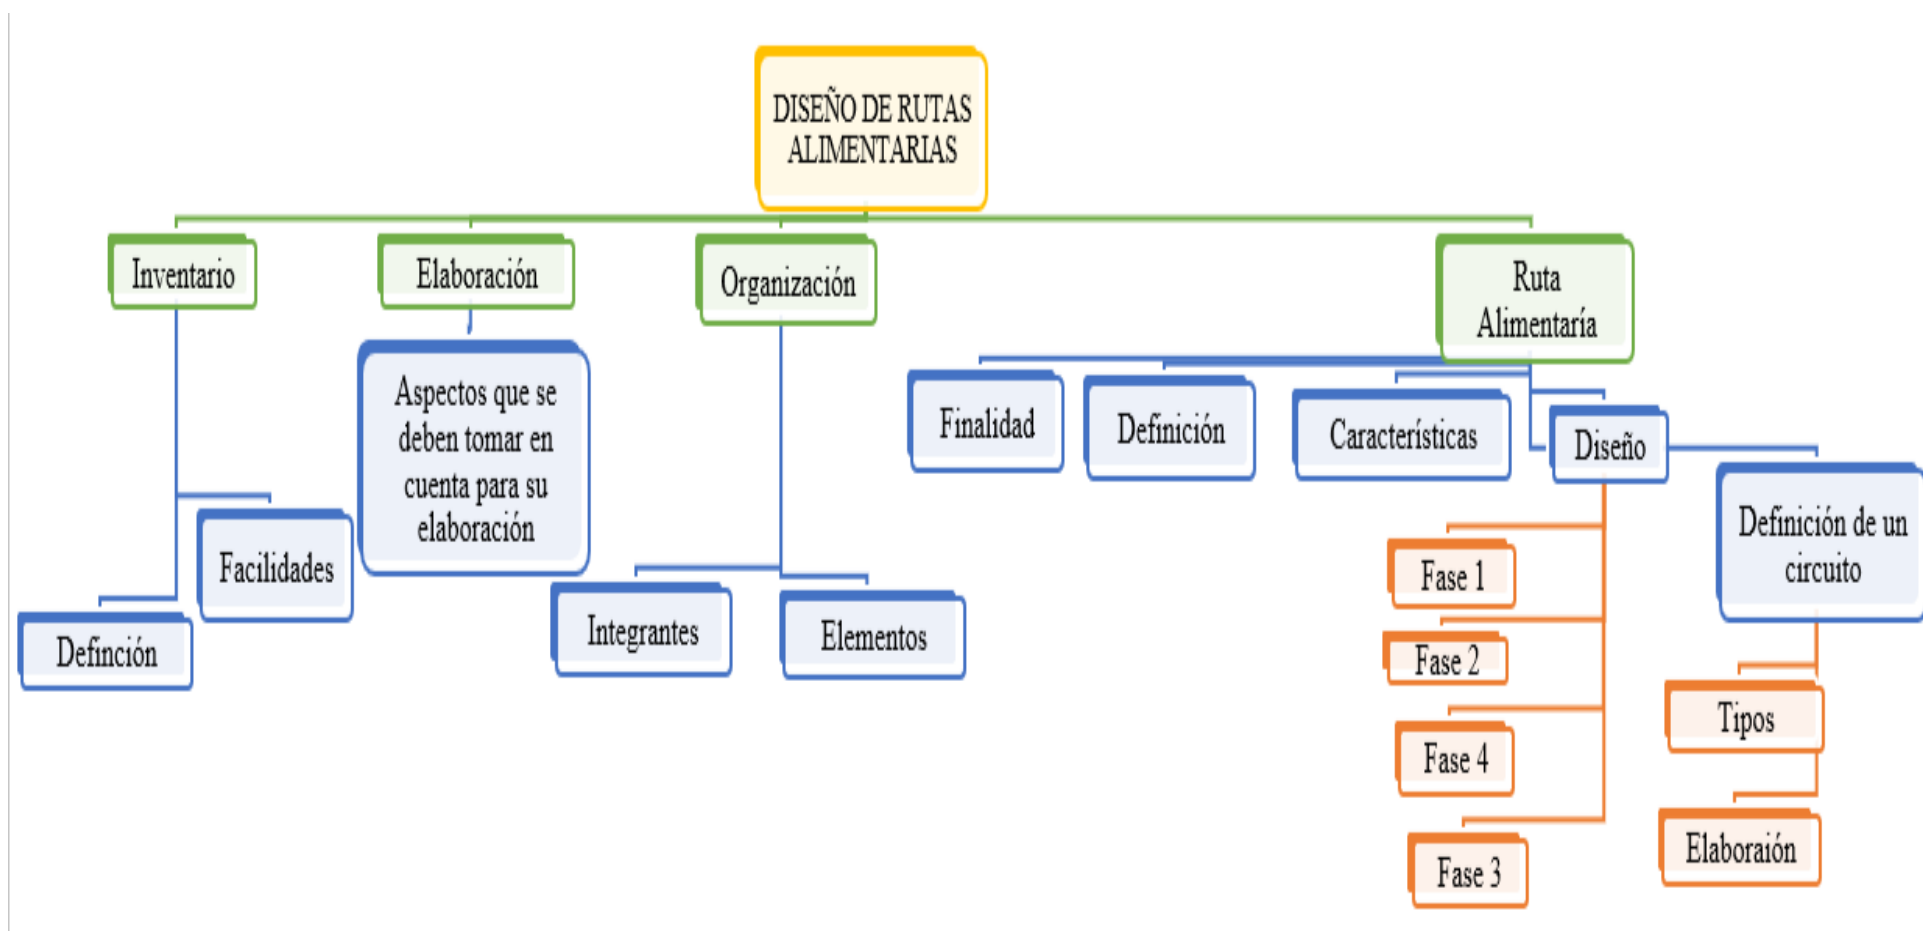 DISEÑO DE RUTAS
ALIMENTARIAS
Inventario
Elaboración
Organización
Ruta
Alimentaría
Definción
Facilidades
Aspectos que se
deben tomar en
cuenta para su
elaboración
Integrantes
Elementos
Finalidad
Definición
Características
Diseño
Definición de un
circuito
Fase 1
Fase 2
Fase 4
Fase 3
Tipos
Elaboraión